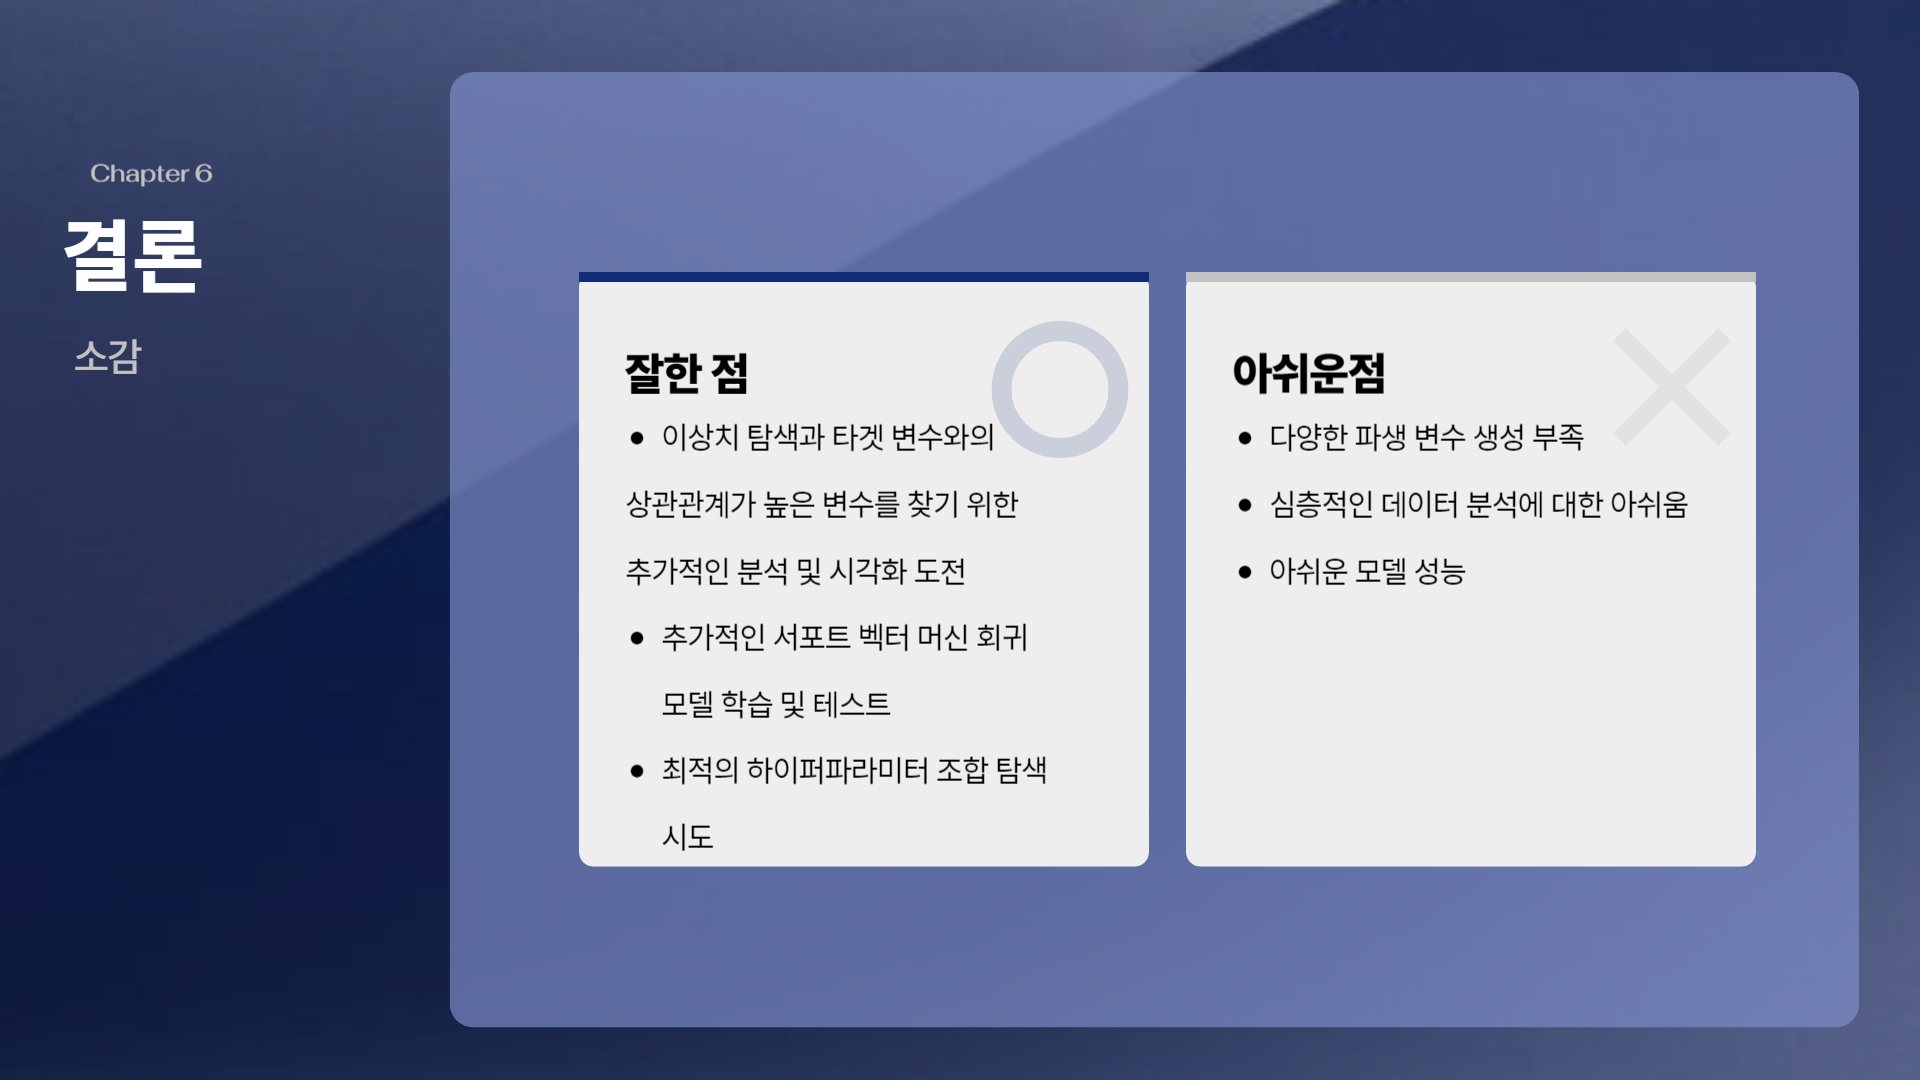 Chapter 6
결론
소감
잘한 점
● 이상치 탐색과 타겟 변수와의
상관관계가 높은 변수를 찾기 위한
추가적인 분석 및 시각화 도전
● 추가적인 서포트 벡터 머신 회귀
모델 학습 및 테스트
● 최적의 하이퍼파라미터 조합 탐색
시도
아쉬운점
● 다양한 파생 변수 생성 부족
● 심층적인 데이터 분석에 대한 아쉬움
● 아쉬운 모델 성능